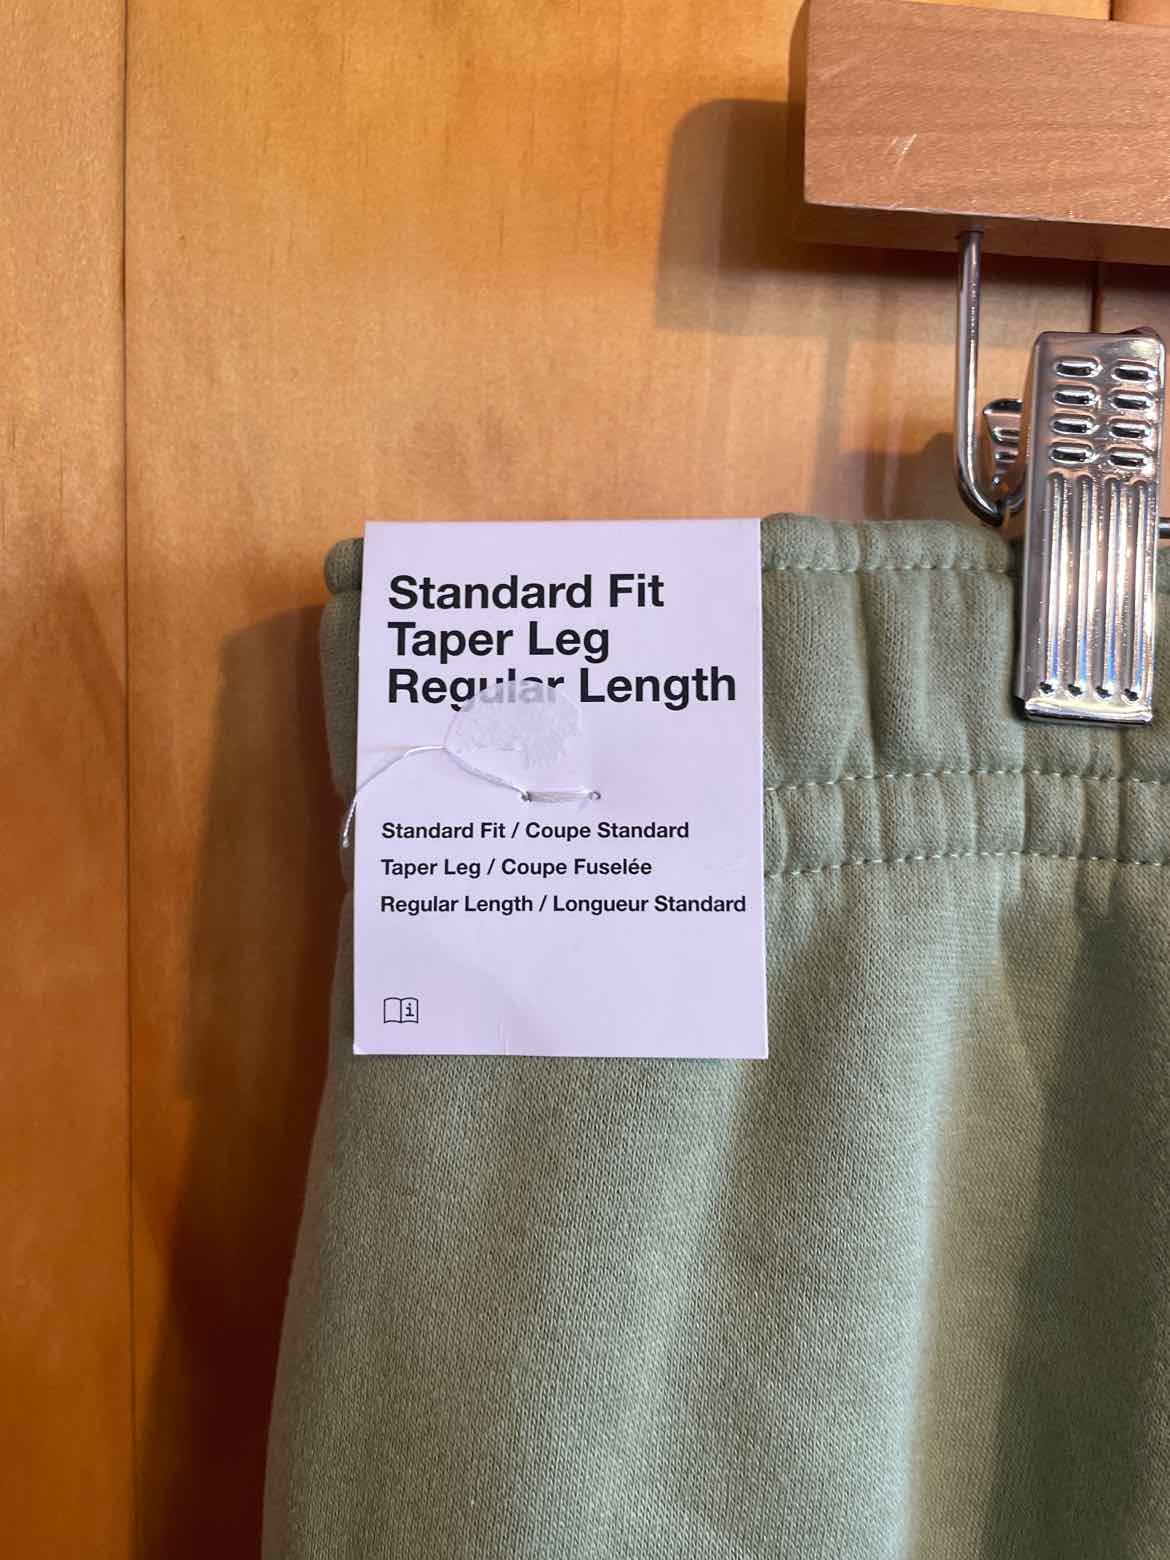 Standard Fit
Taper Leg
Regular Length
Standard Fit / Coupe Standard
Taper Leg / Coupe Fuselée
Regular Length / Longueur Standard
i